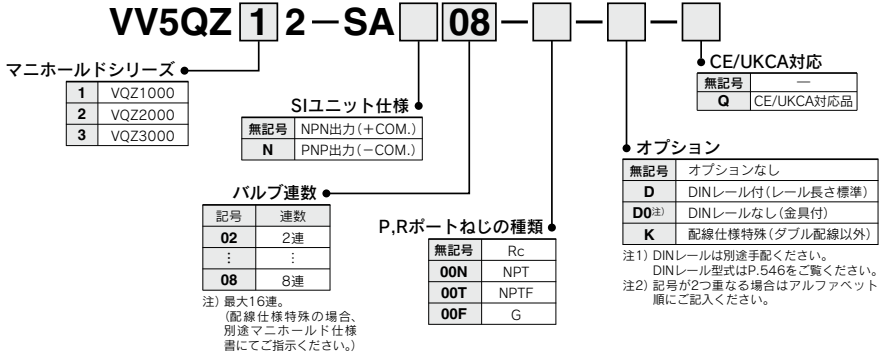 VV5QZ 1 2-SA □ 08-□-□-□
マニホールドシリーズ
1 VQZ1000
2 VQZ2000
3 VQZ3000
SIユニット仕様
無記号 NPN出力(+COM.)
N PNP出力(-COM.)
バルブ連数
記号 連数
02 2連
⋮ ⋮
08 8連
注) 最大16連。
(配線仕様特殊の場合、
別途マニホールド仕様
書にてご指示ください。)
P,Rポートねじの種類
無記号 Rc
00N NPT
00T NPTF
00F G
オプション
無記号 オプションなし
D DINレール付(レール長さ標準)
D0注) DINレールなし(金具付)
K 配線仕様特殊(ダブル配線以外)
注1) DINレールは別途手配ください。
DINレール型式はP.546をご覧ください。
注2) 記号が2つ重なる場合はアルファベット
順にご記入ください。
CE/UKCA対応
無記号 —
Q CE/UKCA対応品